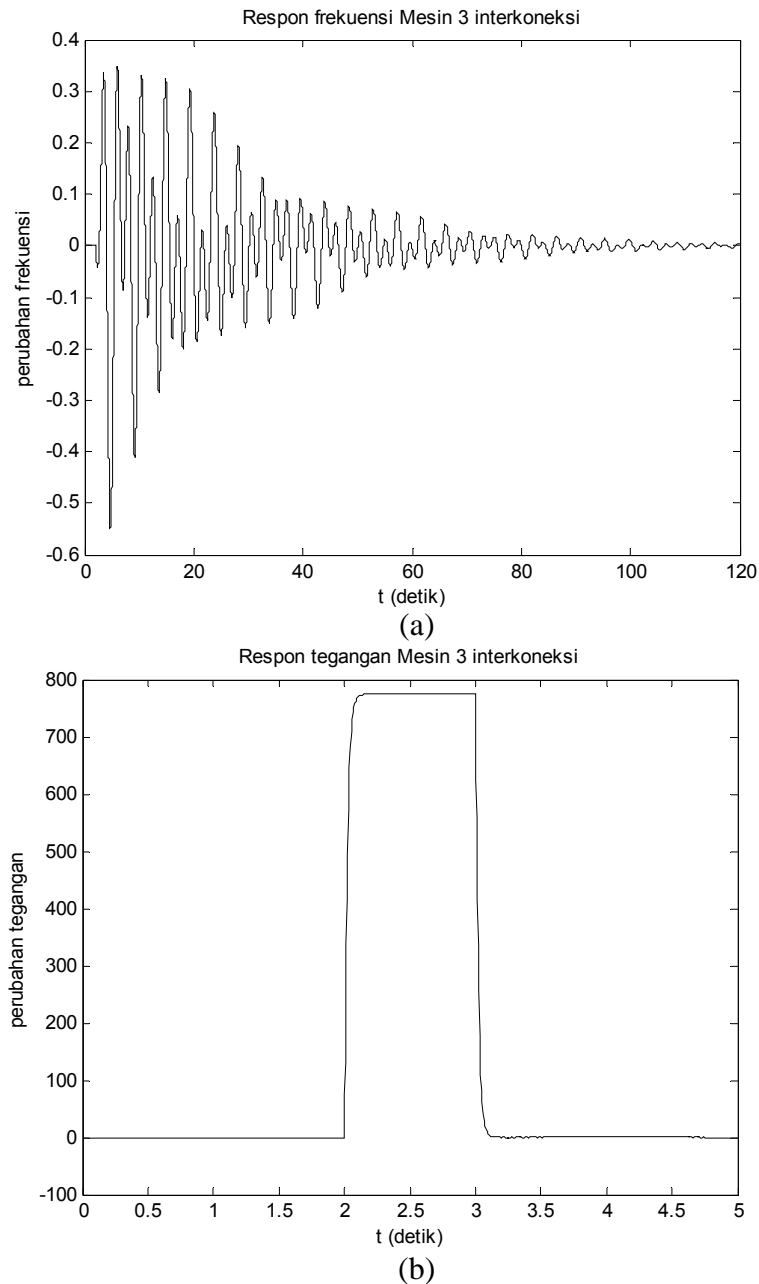 Respon frekuensi Mesin 3 interkoneksi
0.4
0.3
0.2
0.1
0
-0.1
-0.2
-0.3
-0.4
-0.5
-0.6
perubahan frekuensi
0 20 40 60 80 100 120
t (detik)
(a)
Respon tegangan Mesin 3 interkoneksi
800
700
600
500
400
300
200
100
0
-100
perubahan tegangan
0 0.5 1 1.5 2 2.5 3 3.5 4 4.5 5
t (detik)
(b)